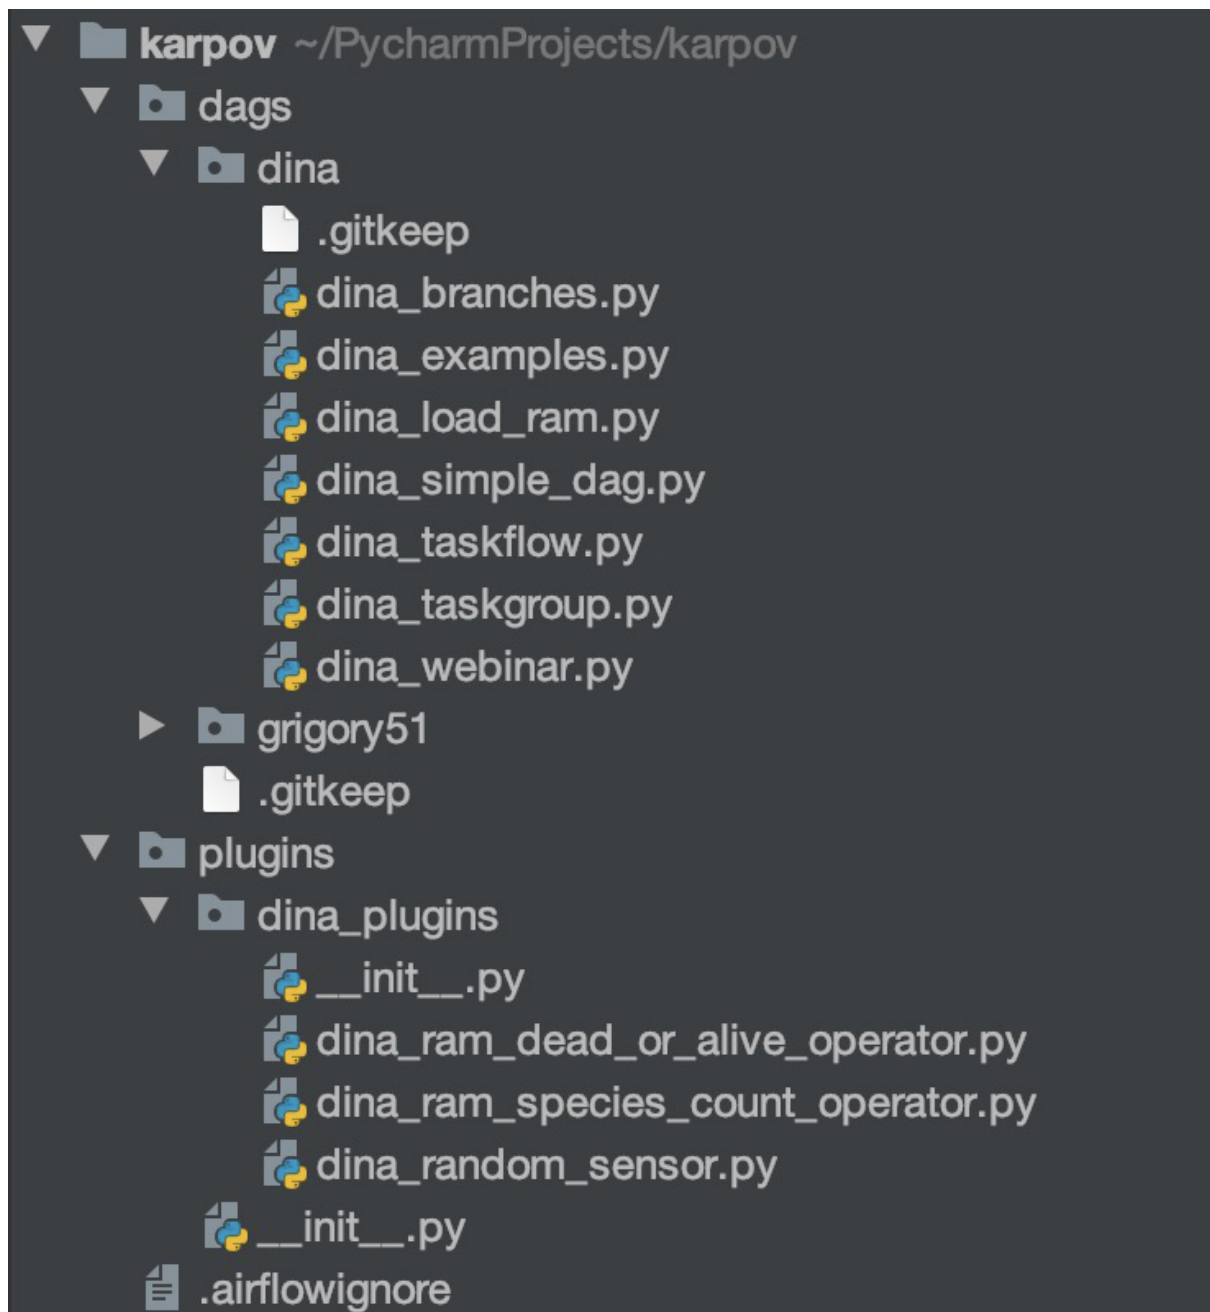 karpov ~/PycharmProjects/karpov
dags
dina
.gitkeep
dina_branches.py
dina_examples.py
dina_load_ram.py
dina_simple_dag.py
dina_taskflow.py
dina_taskgroup.py
dina_webinar.py
grigory51
.gitkeep
plugins
dina_plugins
__init__.py
dina_ram_dead_or_alive_operator.py
dina_ram_species_count_operator.py
dina_random_sensor.py
__init__.py
.airflowignore